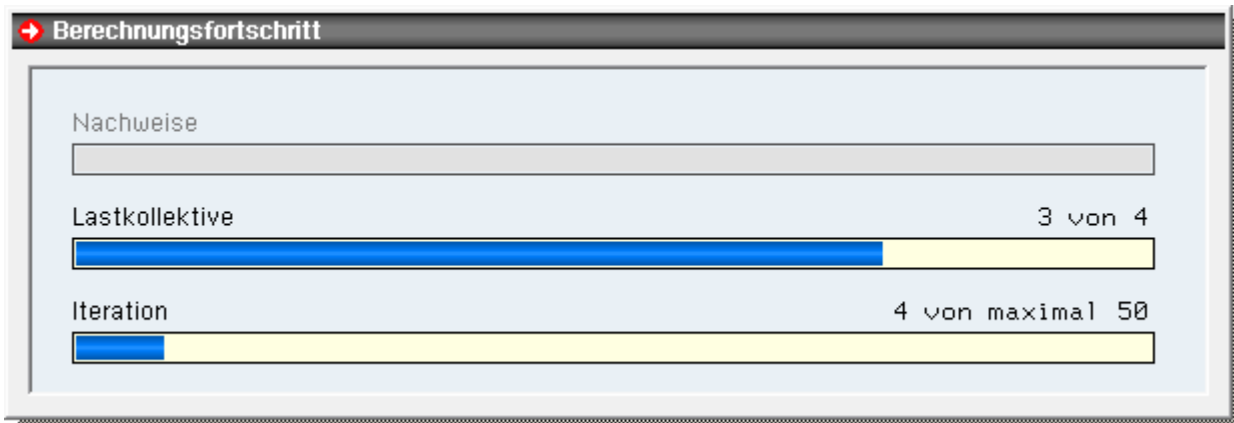 Berechnungsfortschritt
Nachweise
Lastkollektive 3 von 4
Iteration 4 von maximal 50